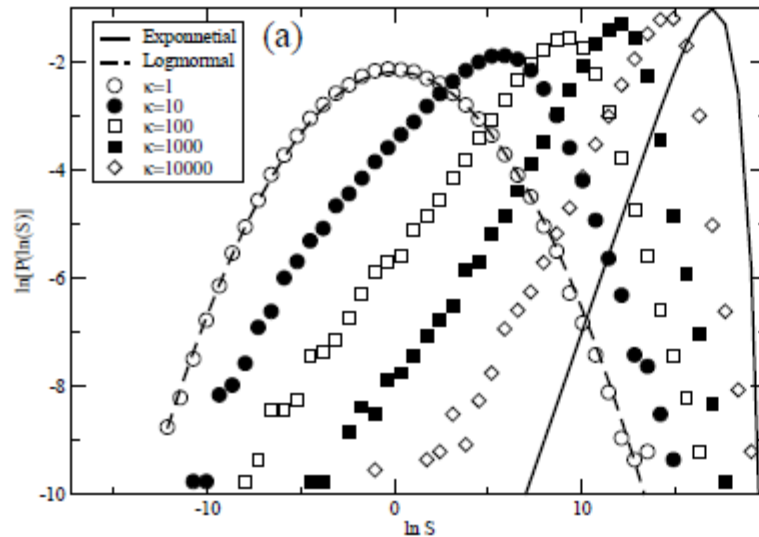 (a)
Exponnetial
Logmormal
κ=1
κ=10
κ=100
κ=1000
κ=10000
-2
-4
-6
-8
-10
ln[P(ln(S)]
-10
0
10
ln S